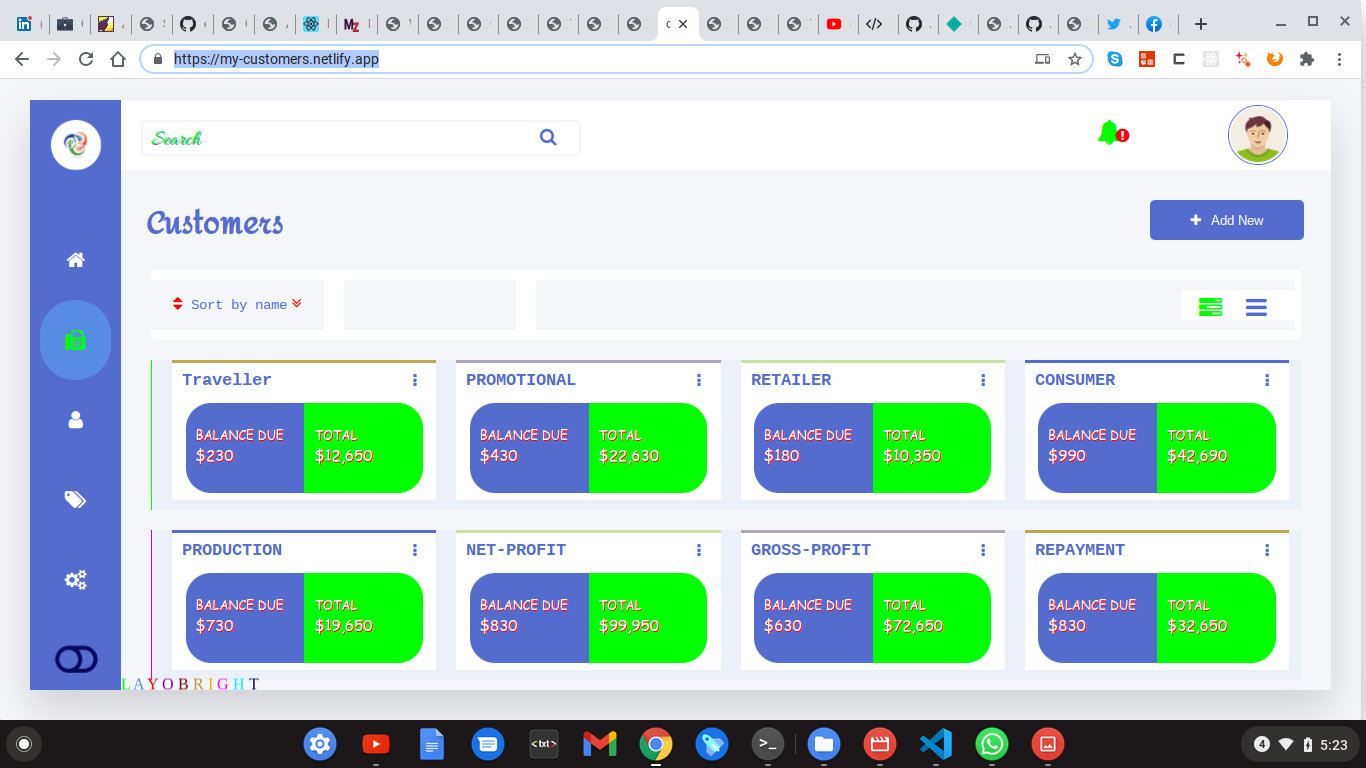 https://my-customers.netlify.app
Search
Customers
Add New
Sort by name
Traveller
PROMOTIONAL
RETAILER
CONSUMER
BALANCE DUE TOTAL
$230 $12,650
BALANCE DUE TOTAL
$430 $22,630
BALANCE DUE TOTAL
$180 $10,350
BALANCE DUE TOTAL
$990 $42,690
PRODUCTION
NET-PROFIT
GROSS-PROFIT
REPAYMENT
BALANCE DUE TOTAL
$730 $19,650
BALANCE DUE TOTAL
$830 $99,950
BALANCE DUE TOTAL
$630 $72,650
BALANCE DUE TOTAL
$830 $32,650
LAYOBRIGHT
<txt>
4 5:23